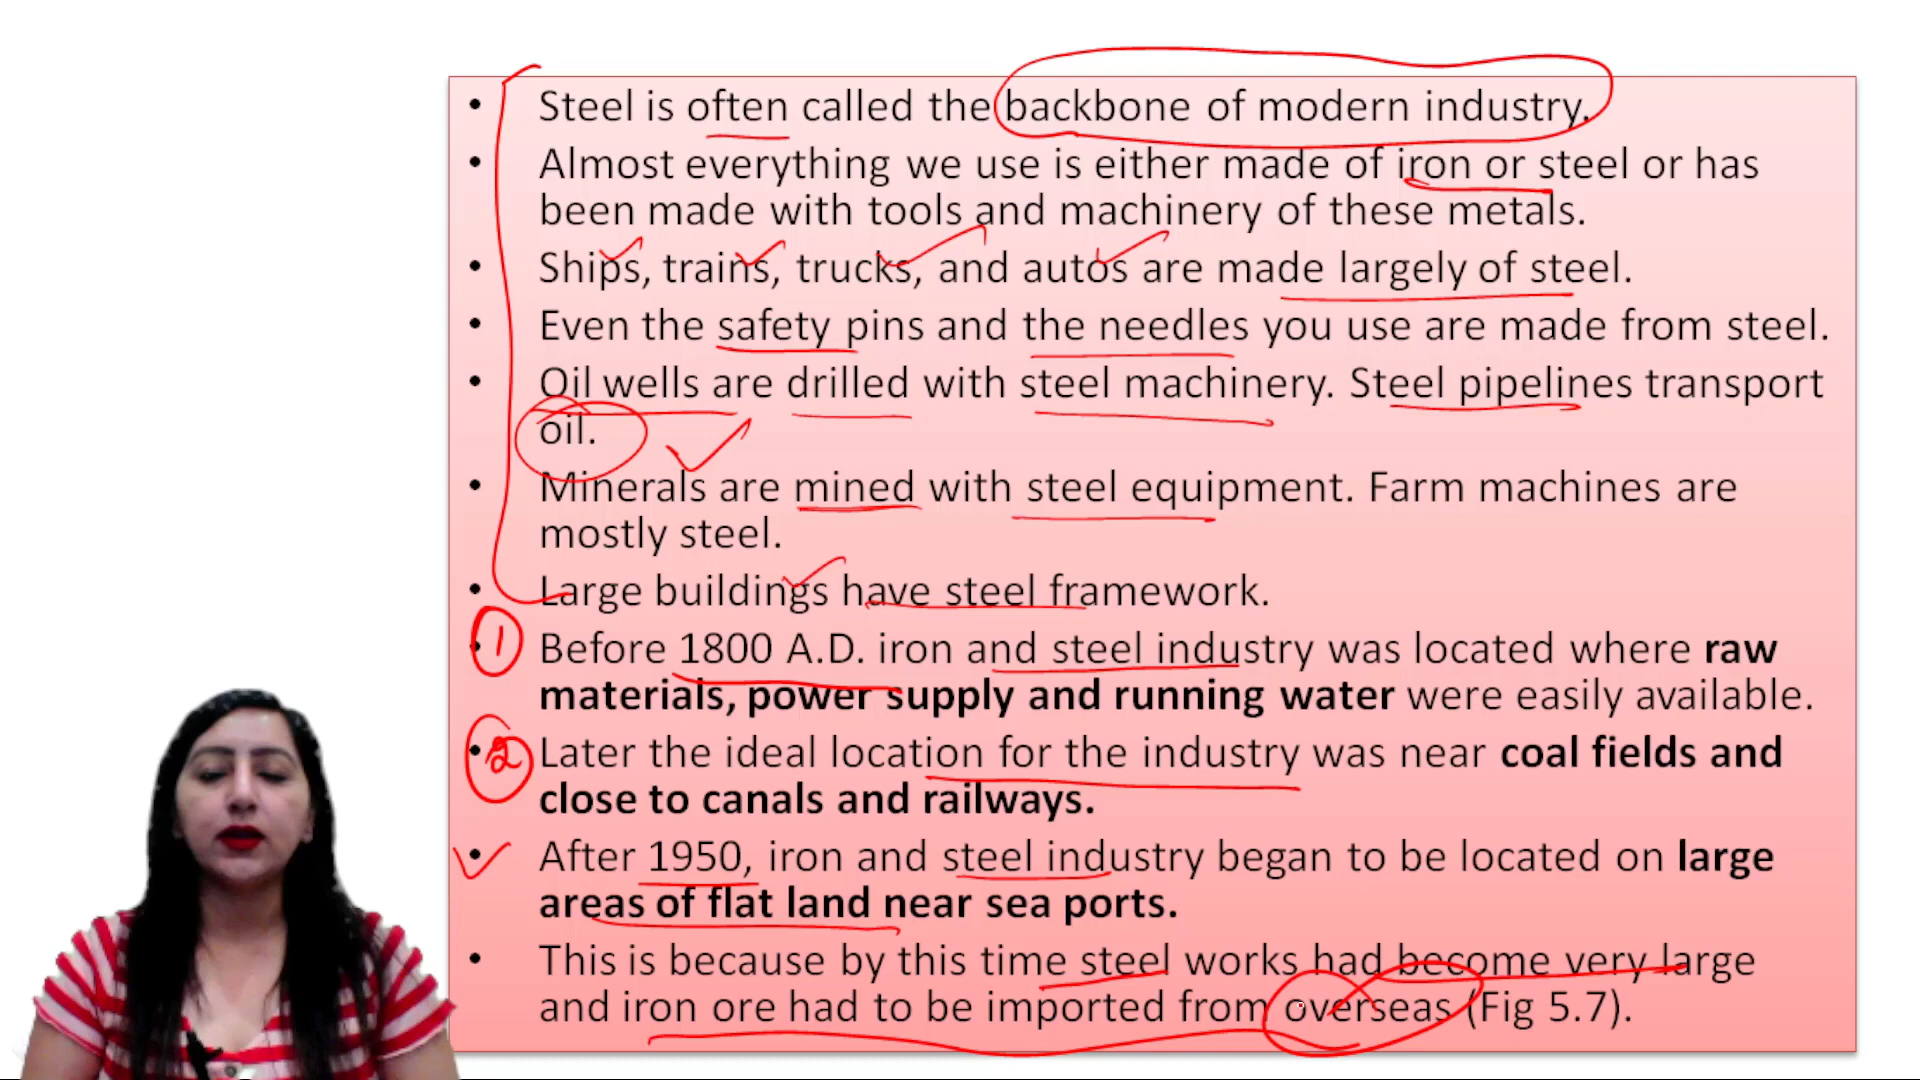 • Steel is often called the backbone of modern industry.
• Almost everything we use is either made of iron or steel or has
been made with tools and machinery of these metals.
• Ships, trains, trucks, and autos are made largely of steel.
• Even the safety pins and the needles you use are made from steel.
• Oil wells are drilled with steel machinery. Steel pipelines transport
oil.
• Minerals are mined with steel equipment. Farm machines are
mostly steel.
• Large buildings have steel framework.
1 • Before 1800 A.D. iron and steel industry was located where raw
materials, power supply and running water were easily available.
2 • Later the ideal location for the industry was near coal fields and
close to canals and railways.
• After 1950, iron and steel industry began to be located on large
areas of flat land near sea ports.
• This is because by this time steel works had become very large
and iron ore had to be imported from overseas (Fig 5.7).